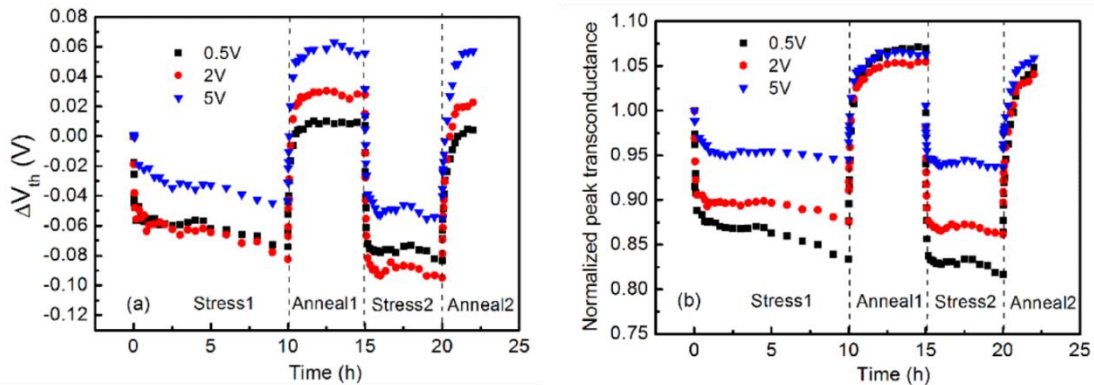 0.06
0.04
0.02
0.00
-0.02
-0.04
-0.06
-0.08
-0.10
-0.12
ΔVth (V)
0.5V
2V
5V
(a)
Stress1
Anneal1
Stress2
Anneal2
0 5 10 15 20 25
Time (h)
1.10
1.05
1.00
0.95
0.90
0.85
0.80
0.75
Normalized peak transconductance
0.5V
2V
5V
(b)
Stress1
Anneal1
Stress2
Anneal2
0 5 10 15 20 25
Time (h)